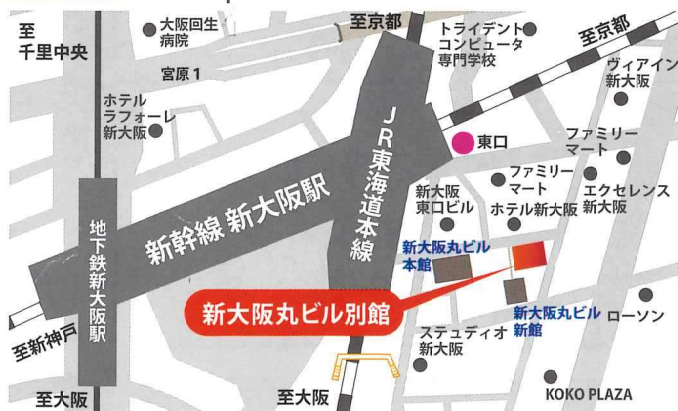 至
千里中央
大阪回生
病院
宮原1
至京都
トライデント
コンピュータ
専門学校
至京都
ヴィアイン
新大阪
ホテル
ラフォーレ
新大阪
JR東海道本線
東口
ファミリー
マート
ファミリー
マート
エクセレンス
新大阪
新大阪
東口ビル
ホテル新大阪
新幹線 新大阪駅
地下鉄新大阪駅
新大阪丸ビル
本館
新大阪丸ビル別館
新大阪丸ビル
新館
ローソン
至新神戸
ステュディオ
新大阪
至大阪
至大阪
KOKO PLAZA